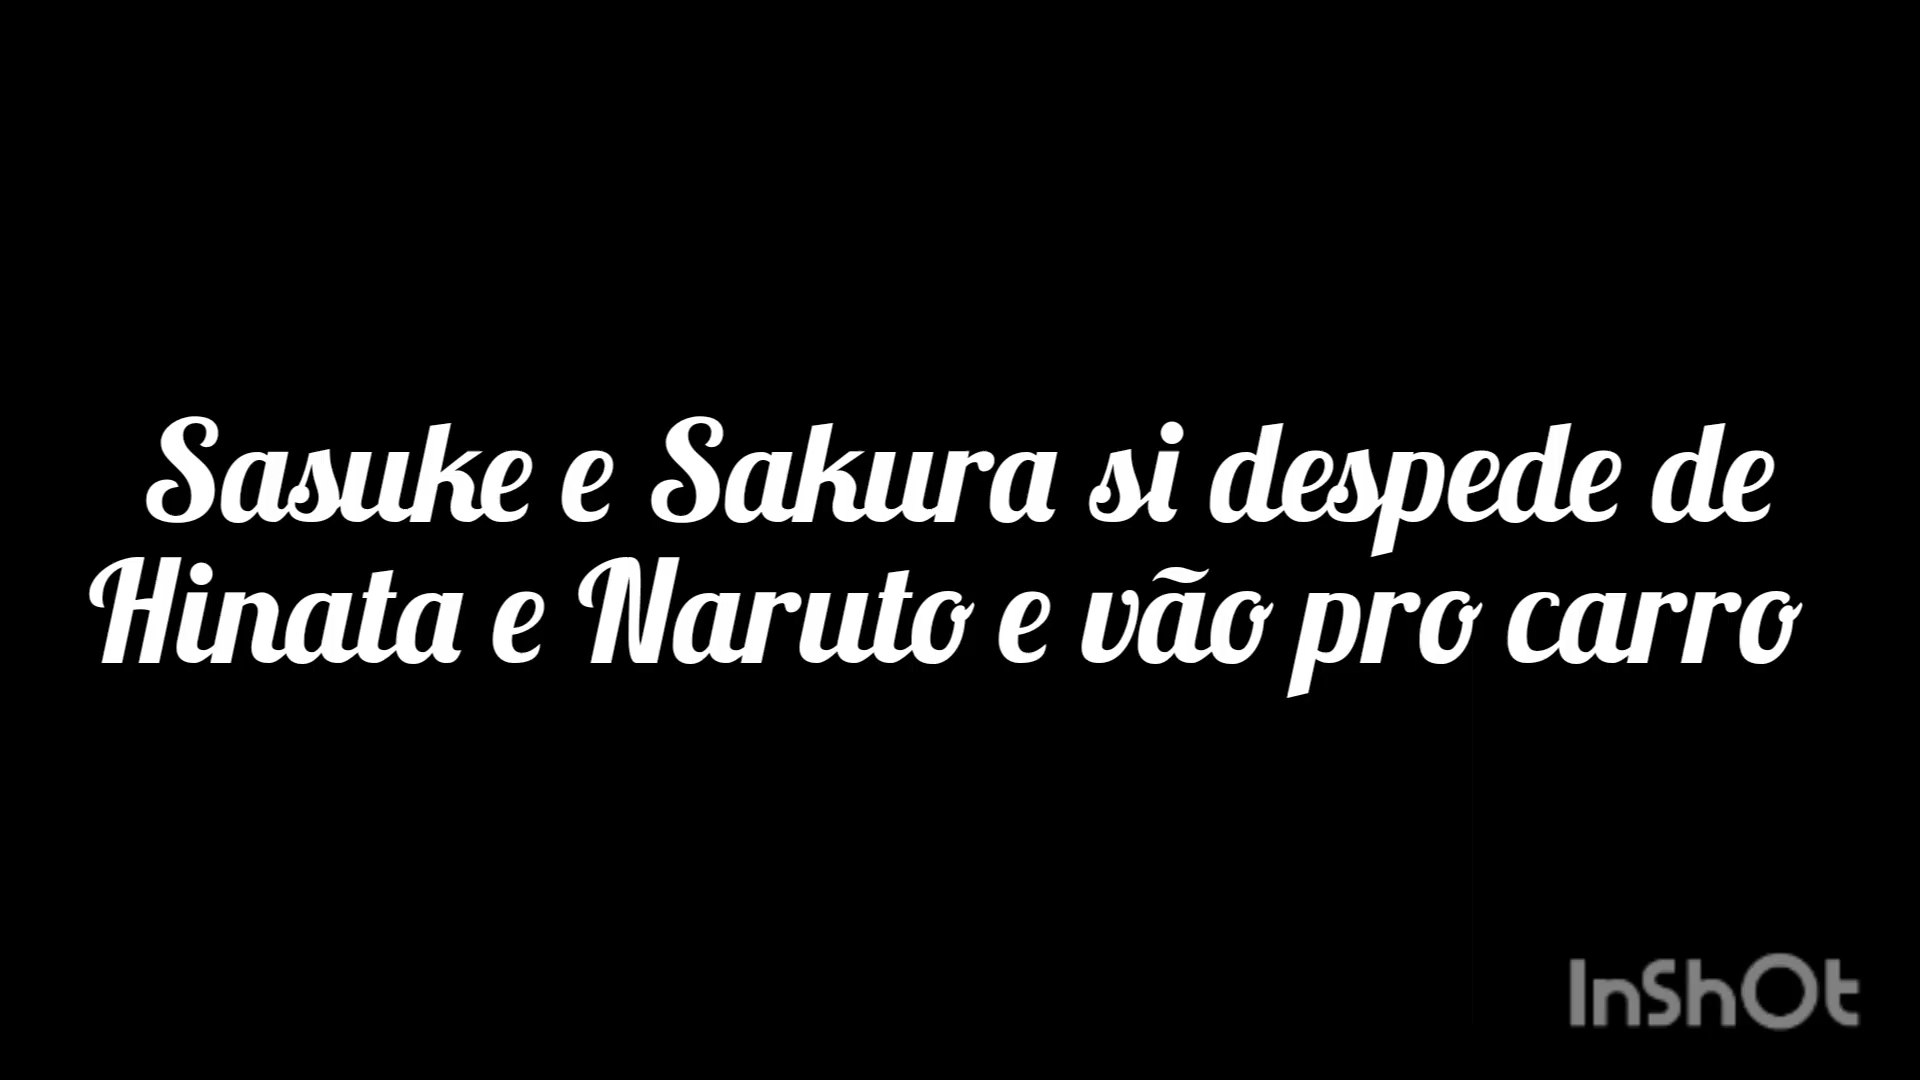 Sasuke e Sakura si despede de
Hinata e Naruto e vão pro carro
InShOt